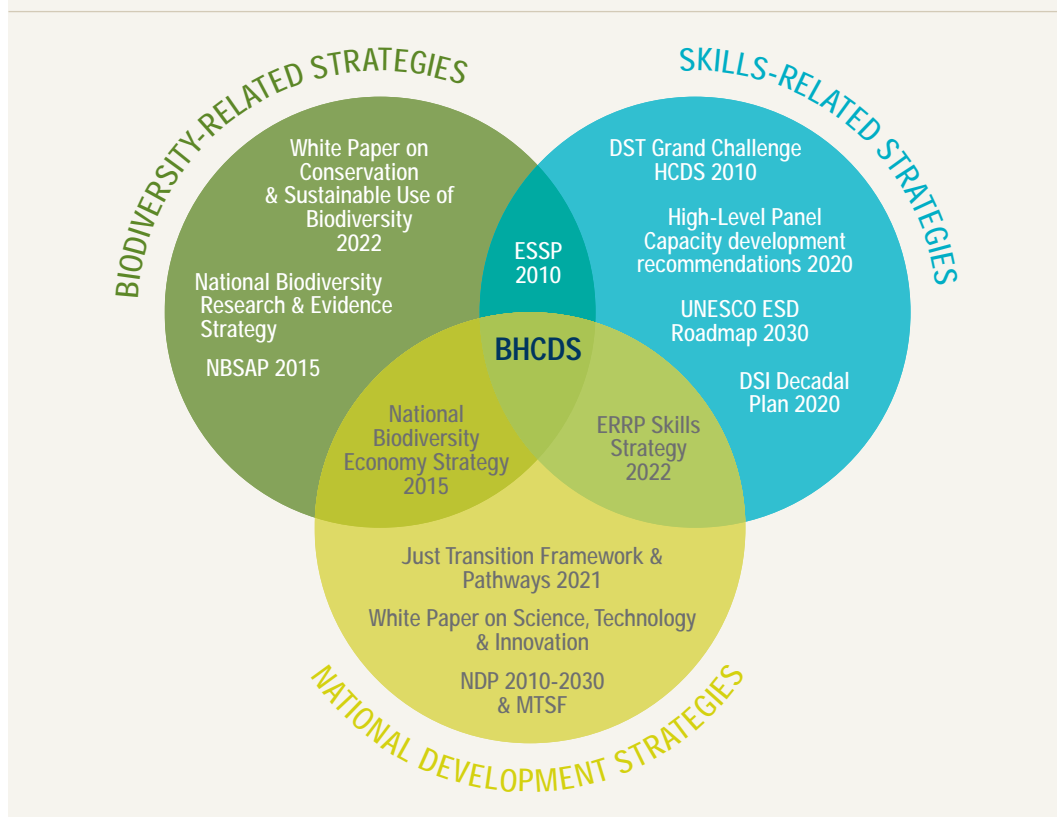 BIODIVERSITY-RELATED STRATEGIES
SKILLS-RELATED STRATEGIES
White Paper on
Conservation
& Sustainable Use of
Biodiversity
2022
National Biodiversity
Research & Evidence
Strategy
NBSAP 2015
ESSP
2010
DST Grand Challenge
HCDS 2010
High-Level Panel
Capacity development
recommendations 2020
UNESCO ESD
Roadmap 2030
DSI Decadal
Plan 2020
BHCDS
National
Biodiversity
Economy Strategy
2015
ERRP Skills
Strategy
2022
Just Transition Framework &
Pathways 2021
White Paper on Science, Technology
& Innovation
NDP 2010-2030
& MTSF
NATIONAL DEVELOPMENT STRATEGIES